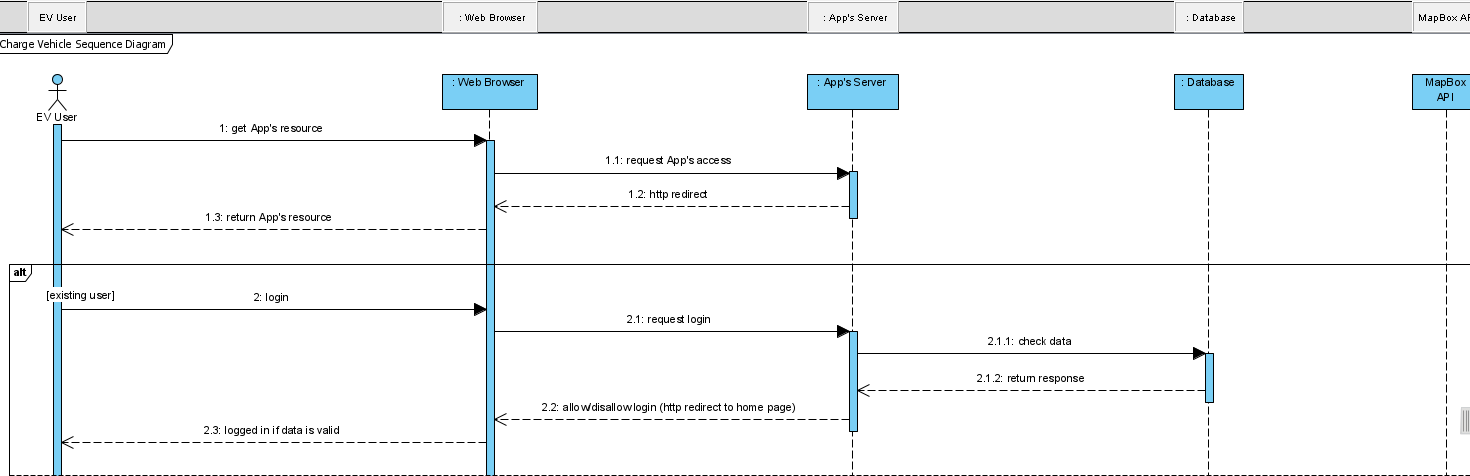 EV User
: Web Browser
: App's Server
: Database
MapBox AF
Charge Vehicle Sequence Diagram
: Web Browser
: App's Server
: Database
MapBox
API
EV User
1: get App's resource
1.1: request App's access
1.2: http redirect
1.3: return App's resource
alt
[existing user]
2: login
2.1: request login
2.1.1: check data
2.1.2: return response
2.2: allow/disallow login (http redirect to home page)
2.3: logged in if data is valid